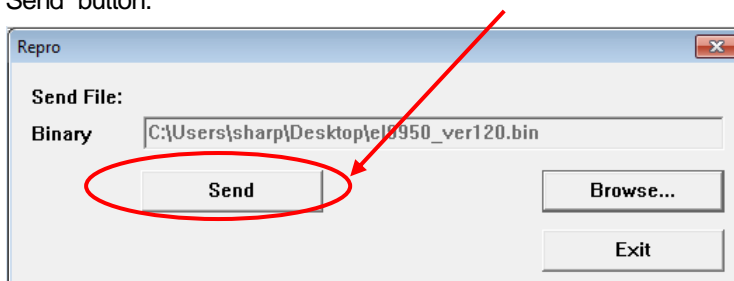 Send button.
Repro
Send File:
Binary C:\Users\sharp\Desktop\el9950_ver120.bin
Send Browse...
Exit